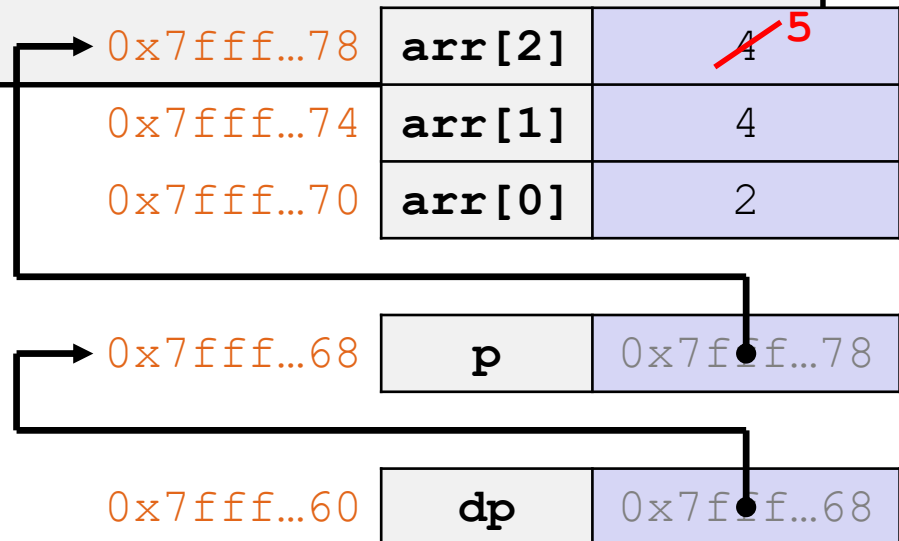 0x7fff…78 arr[2] 4 5
0x7fff…74 arr[1] 4
0x7fff…70 arr[0] 2
0x7fff…68 p 0x7fff…78
0x7fff…60 dp 0x7fff…68